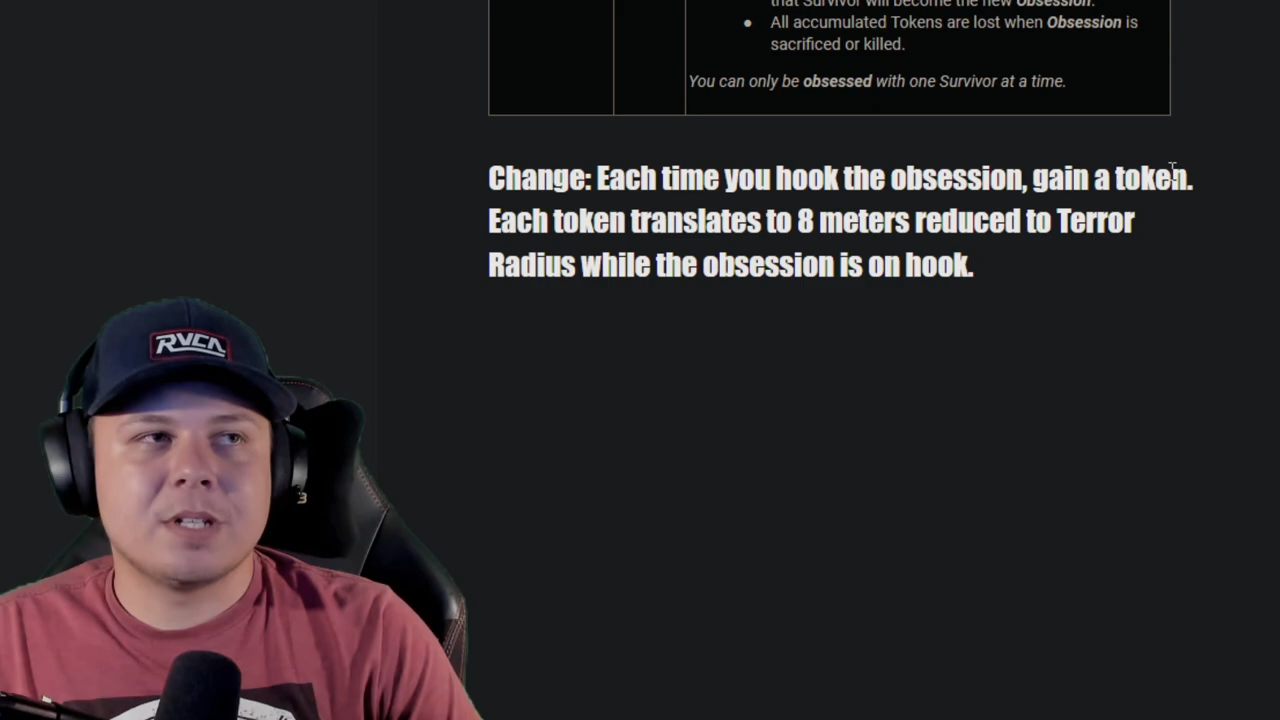 that Survivor will become the new Obsession.
● All accumulated Tokens are lost when Obsession is
sacrificed or killed.
You can only be obsessed with one Survivor at a time.
Change: Each time you hook the obsession, gain a token.
Each token translates to 8 meters reduced to Terror
Radius while the obsession is on hook.
RVCA